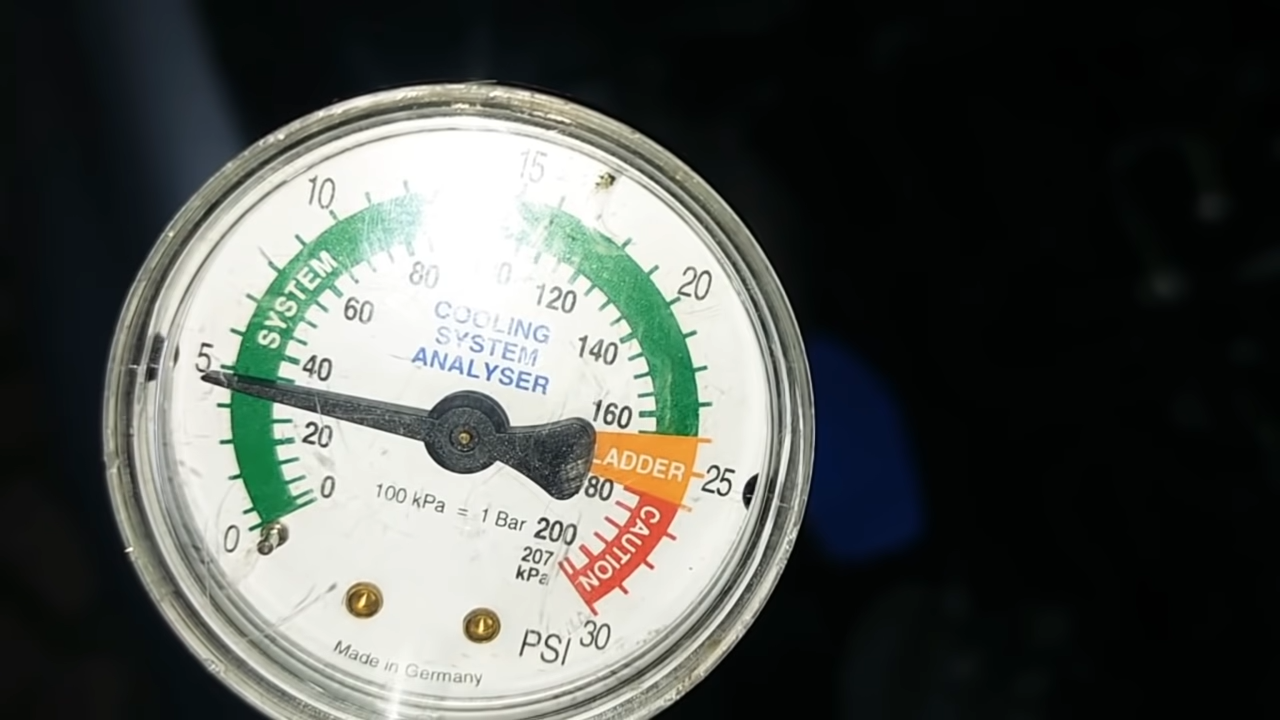 15
10
20
SYSTEM
80
120
60
COOLING
SYSTEM
ANALYSER
140
5
40
160
20
LADDER
25
0
80
100 kPa = 1 Bar
200
CAUTION
0
207
kPa
PSI
30
Made in Germany